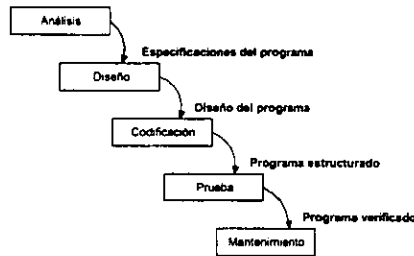 Análisis
Especificaciones del programa
Diseño
Diseño del programa
Codificación
Programa estructurado
Prueba
Programa verificado
Mantenimiento